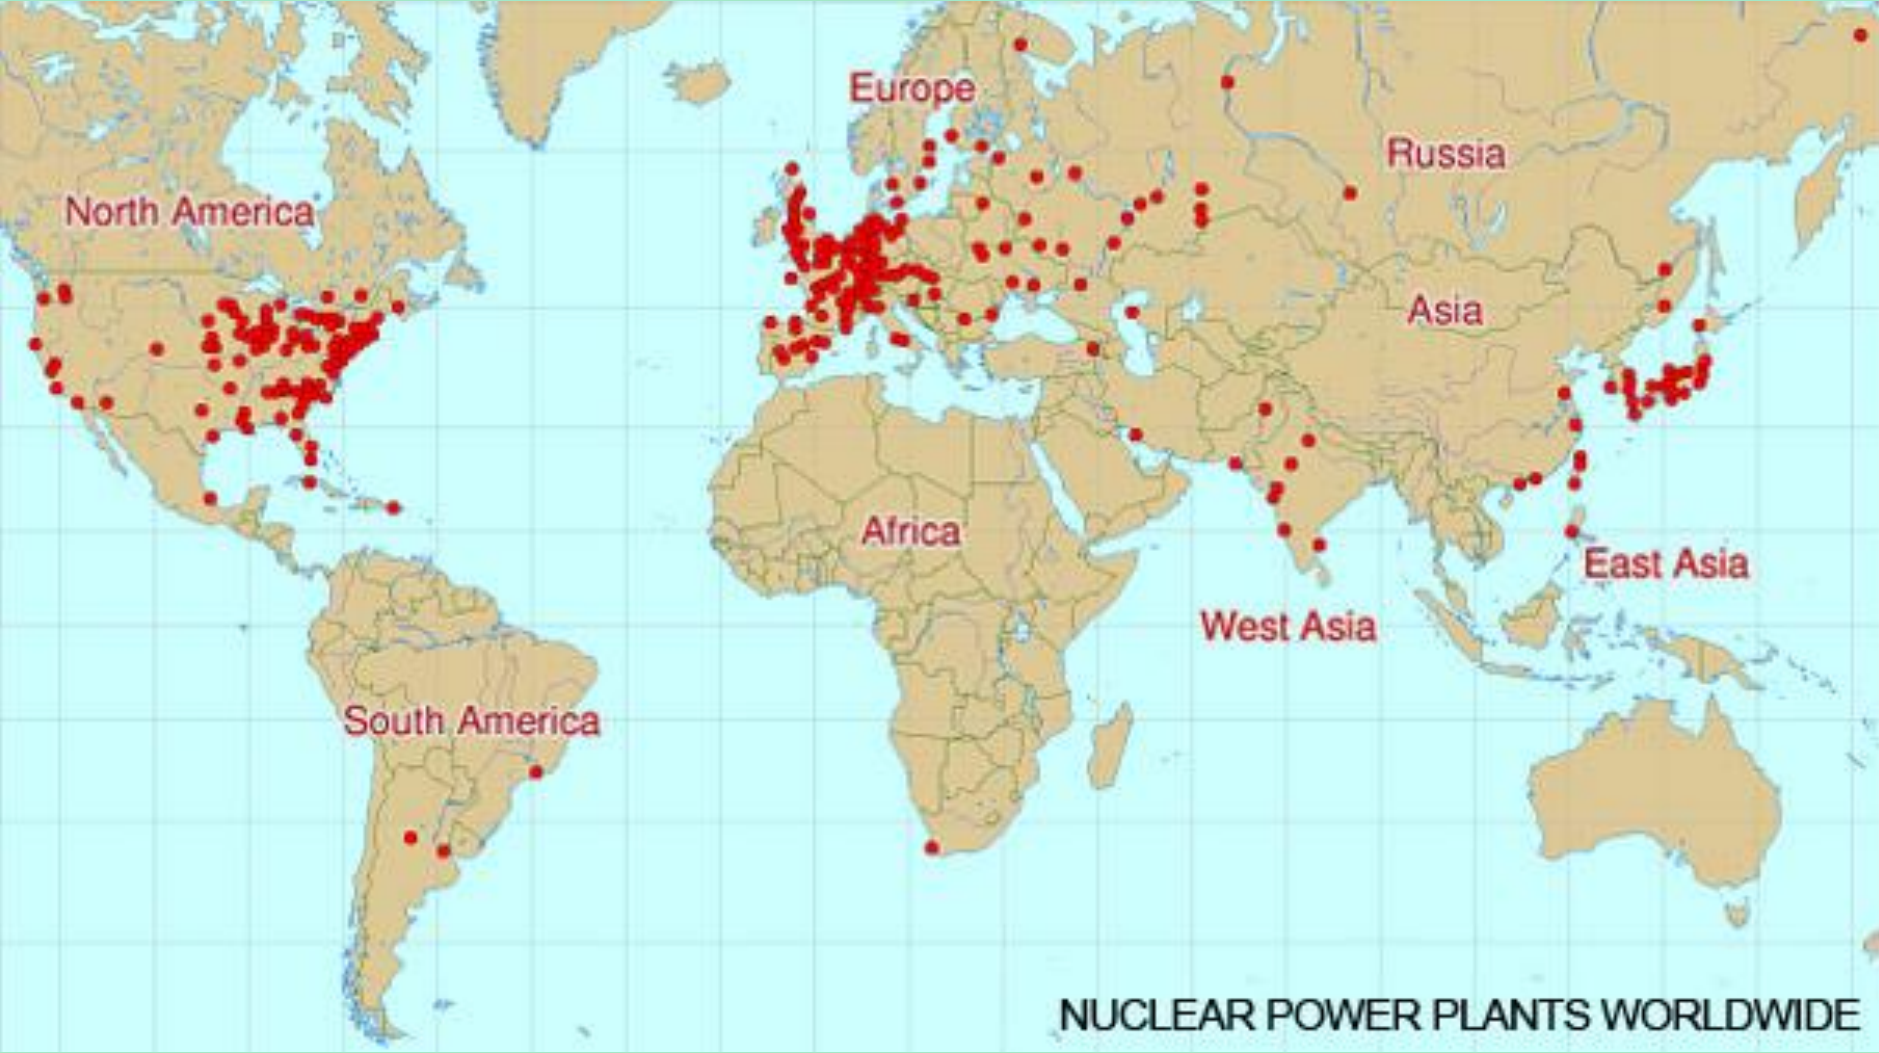 Europe
Russia
North America
Asia
Africa
East Asia
West Asia
South America
NUCLEAR POWER PLANTS WORLDWIDE